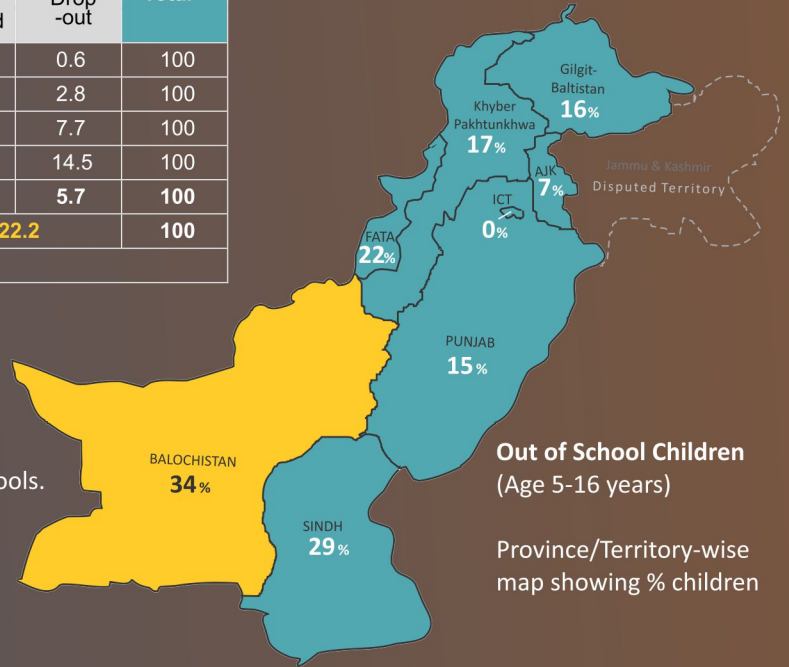 Drop
-out
0.6 100
2.8 100
7.7 100
14.5 100
5.7 100
22.2 100
Gilgit-
Baltistan
16%
Khyber
Pakhtunkhwa
17%
AJK
7%
Jammu & Kashmir
Disputed Territory
ICT
0%
FATA
22%
PUNJAB
15%
BALOCHISTAN
34%
SINDH
29%
ools.
Out of School Children
(Age 5-16 years)
Province/Territory-wise
map showing % children